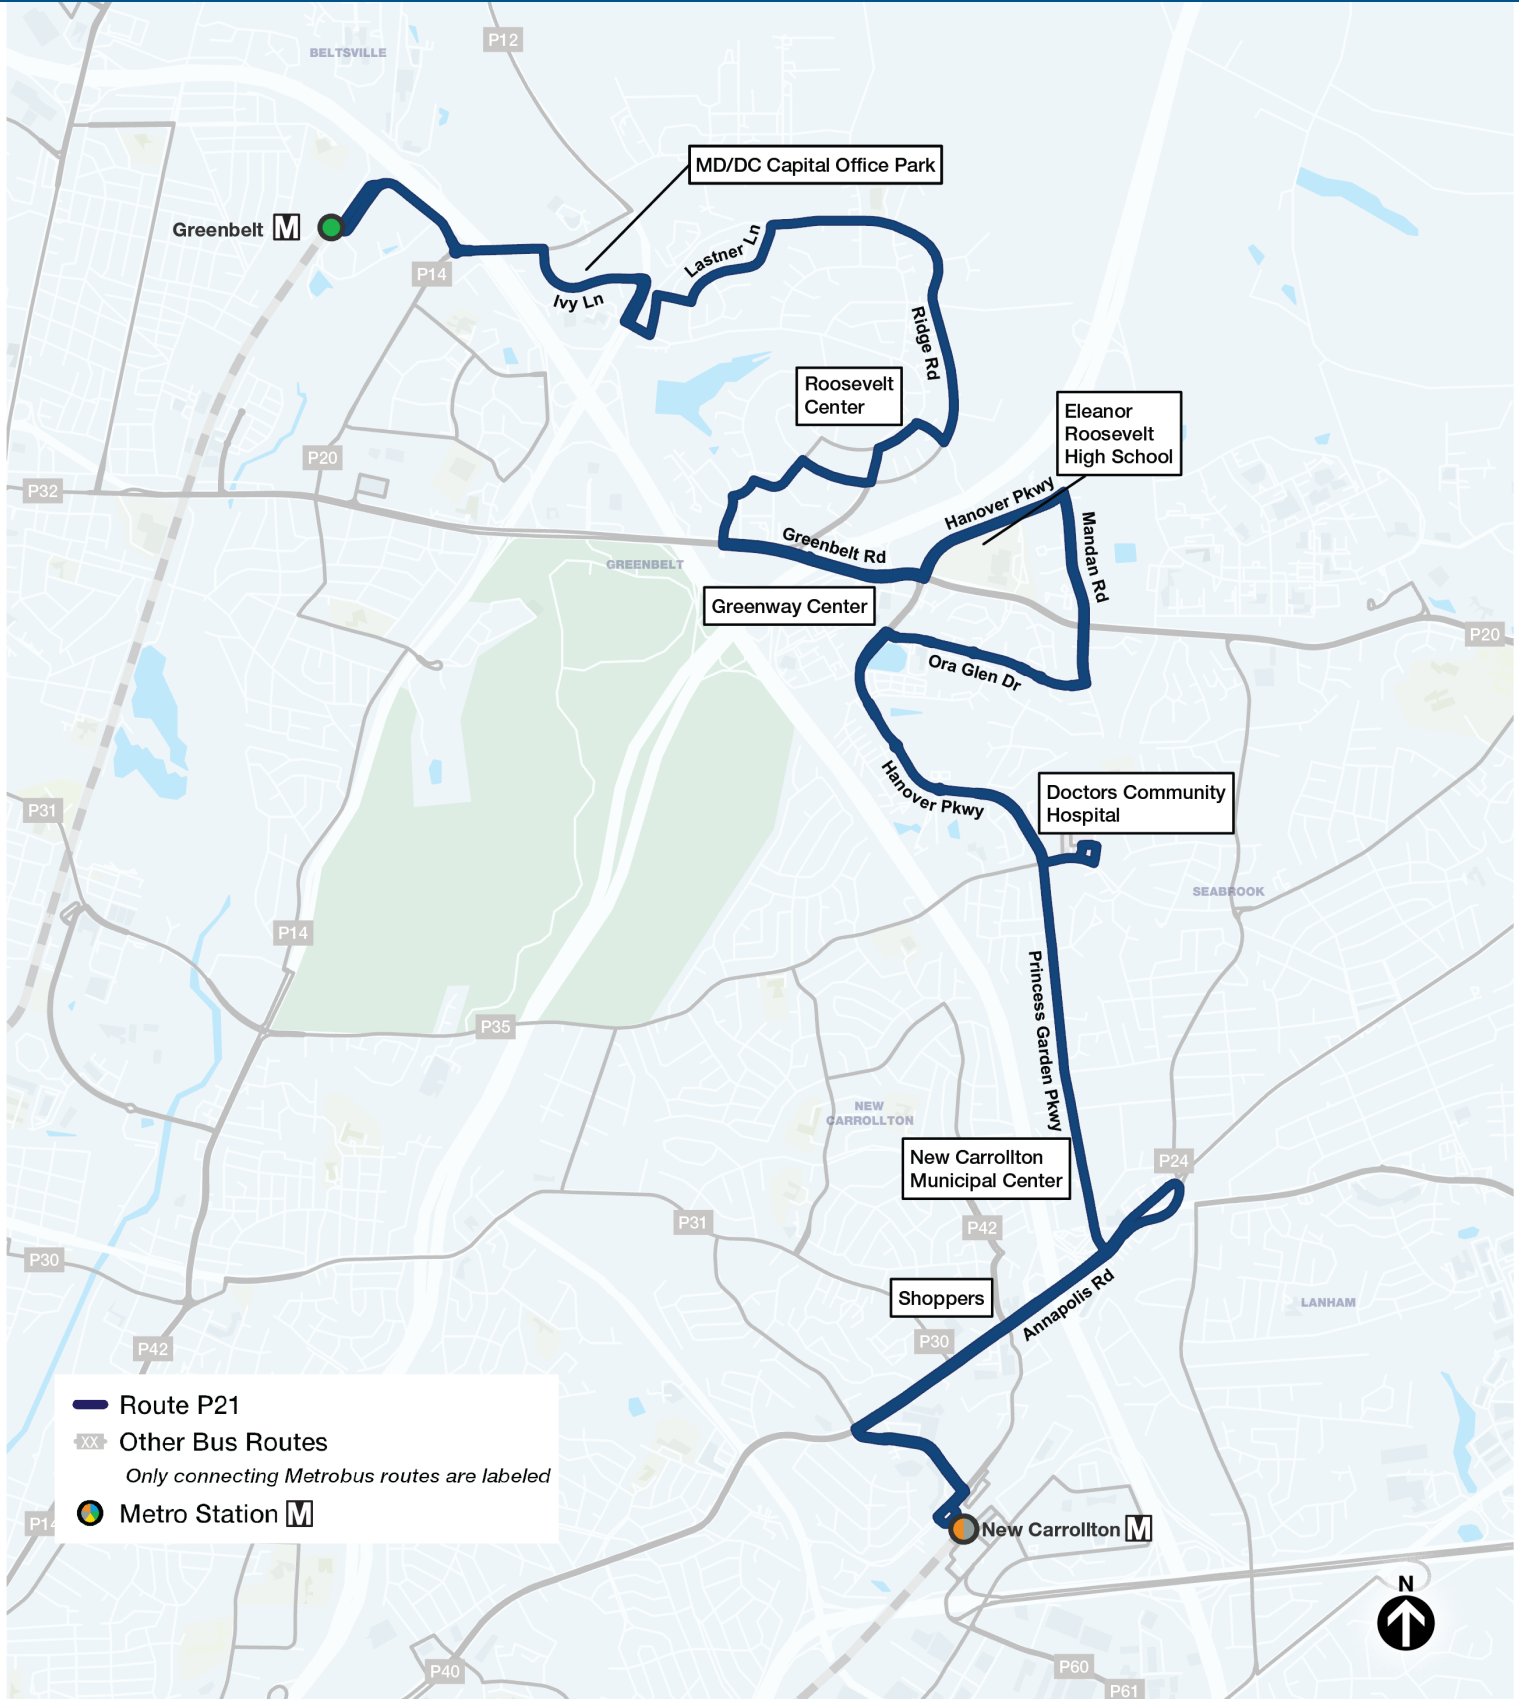 P12
BELTSVILLE
MD/DC Capital Office Park
Greenbelt M
P14
Lastner Ln
Ivy Ln
Ridge Rd
Roosevelt
Center
Eleanor
Roosevelt
High School
P20
P32
Hanover Pkwy
Mandan Rd
Greenbelt Rd
GREENBELT
Greenway Center
P20
Ora Glen Dr
Hanover Pkwy
Doctors Community
Hospital
P31
SEABROOK
P14
Princess Garden Pkwy
P35
NEW
CARROLLTON
New Carrollton
Municipal Center
P24
P31
P42
P30
Shoppers
Annapolis Rd
LANHAM
P30
P42
Route P21
XX Other Bus Routes
Only connecting Metrobus routes are labeled
Metro Station M
P14
New Carrollton M
N
P40
P60
P61